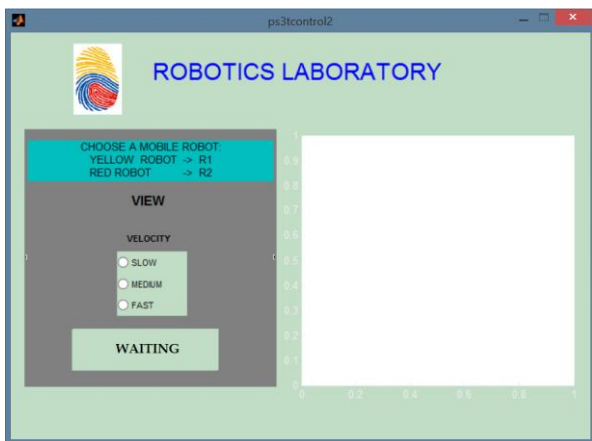 ps3tcontrol2
ROBOTICS LABORATORY
CHOOSE A MOBILE ROBOT:
YELLOW ROBOT -> R1
RED ROBOT -> R2
VIEW
VELOCITY
SLOW
MEDIUM
FAST
WAITING
1
0.9
0.8
0.7
0.6
0.5
0.4
0.3
0.2
0.1
0
0 0.2 0.4 0.6 0.8 1